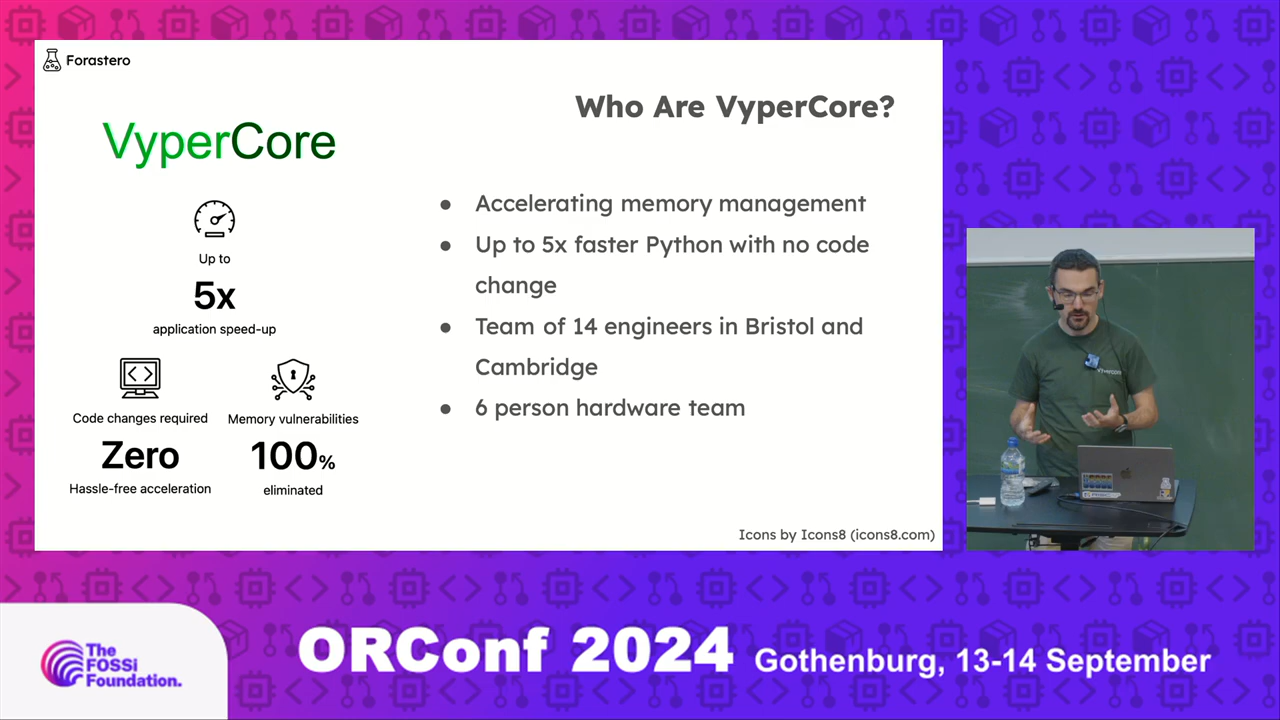 Forastero
Who Are VyperCore?
VyperCore
Up to
5x
application speed-up
Code changes required
Zero
Hassle-free acceleration
Memory vulnerabilities
100%
eliminated
● Accelerating memory management
● Up to 5x faster Python with no code
change
● Team of 14 engineers in Bristol and
Cambridge
● 6 person hardware team
Icons by Icons8 (icons8.com)
VYPERCORE
The
FOSSi
Foundation.
ORConf 2024
Gothenburg, 13-14 September